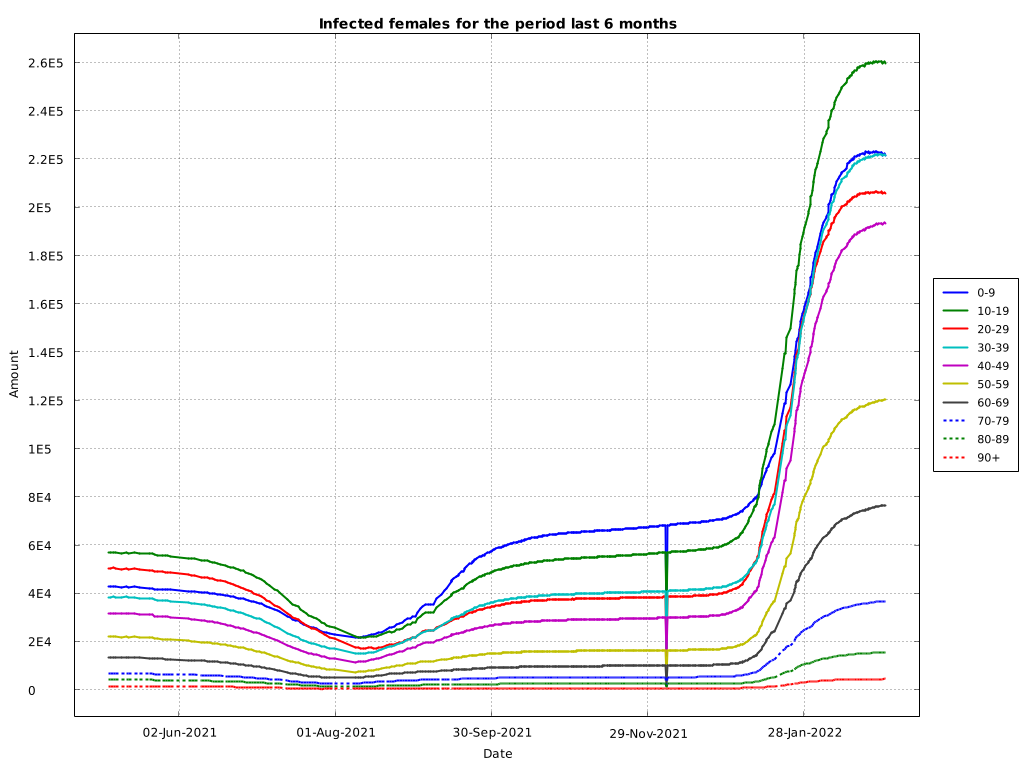 Infected females for the period last 6 months
2.6E5
2.4E5
2.2E5
2E5
1.8E5
1.6E5
1.4E5
1.2E5
1E5
8E4
6E4
4E4
2E4
0
Amount
02-Jun-2021
01-Aug-2021
30-Sep-2021
29-Nov-2021
28-Jan-2022
Date
0-9
10-19
20-29
30-39
40-49
50-59
60-69
70-79
80-89
90+